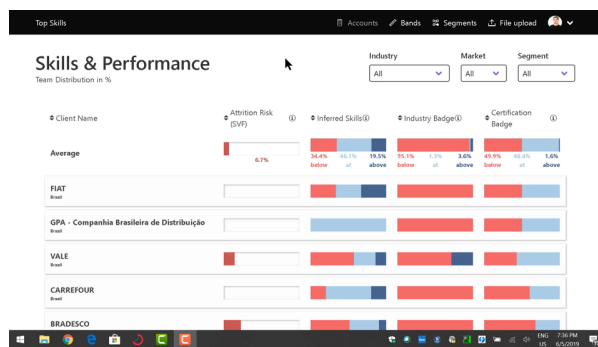 Top Skills
Accounts Bands Segments File upload
Skills & Performance
Team Distribution in %
Industry Market Segment
All All All
Client Name
Attrition Risk (SVF)
Inferred Skills
Industry Badge
Certification Badge
Average
6.7%
34.4% 46.1% 19.5%
below at above
95.1% 1.3% 3.6%
below at above
49.9% 48.4% 1.6%
below at above
FIAT
Brazil
GPA - Companhia Brasileira de Distribuição
Brazil
VALE
Brazil
CARREFOUR
Brazil
BRADESCO
ENG 7:36 PM
US 6/5/2019